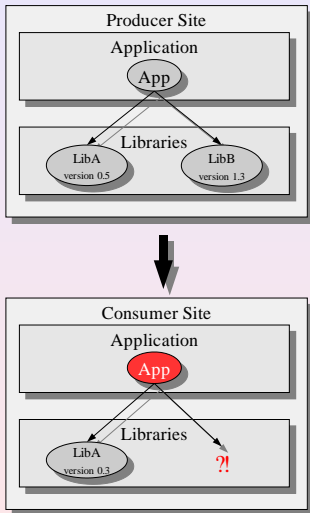 Producer Site
Application
App
Libraries
LibA
version 0.5
LibB
version 1.3
Consumer Site
Application
App
Libraries
LibA
version 0.3
?!